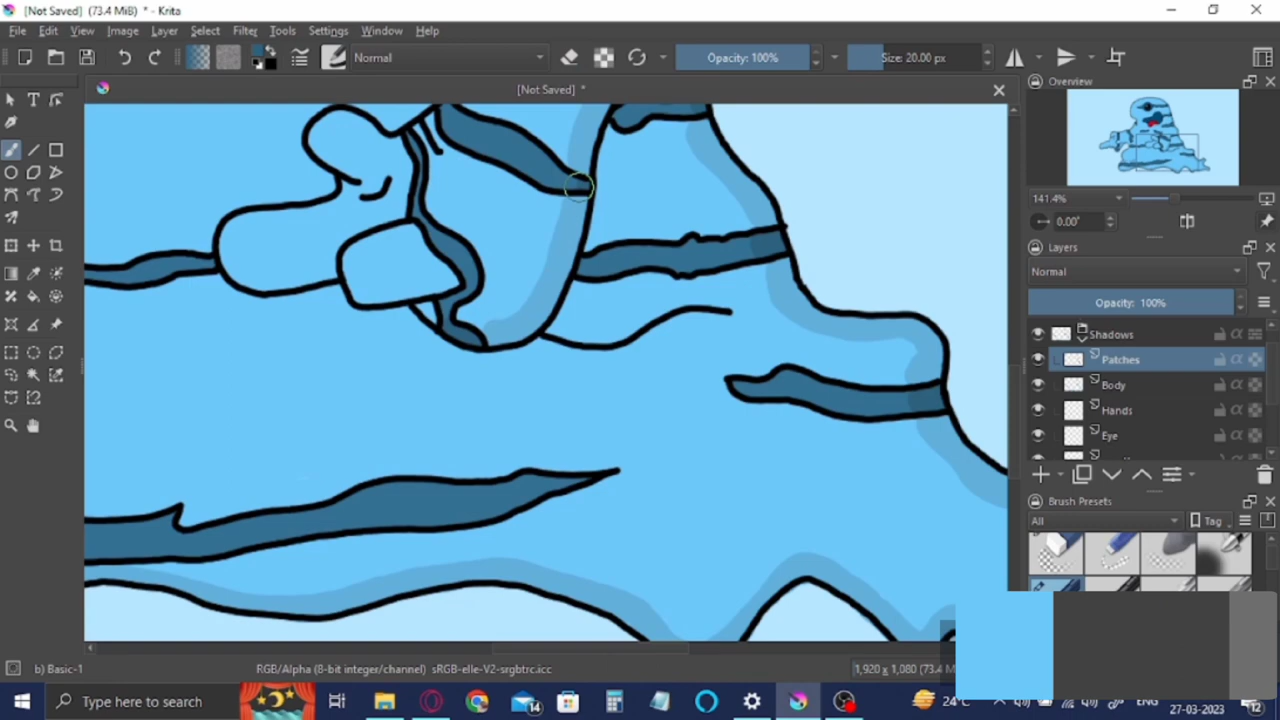 [Not Saved] (73.4 MiB) * - Krita
File Edit View Image Layer Select Filter Tools Settings Window Help
Normal
Opacity: 100%
Size: 20.00 px
[Not Saved] *
Overview
141.4%
0.00°
Layers
Normal
Opacity: 100%
Shadows
Patches
Body
Hands
Eye
Brush Presets
All
Tag
b) Basic-1
RGB/Alpha (8-bit integer/channel) sRGB-elle-V2-srgbtrc.icc
1,920 x 1,080 (73.4 M
Type here to search
14
24°C
ENG
27-03-2023
12